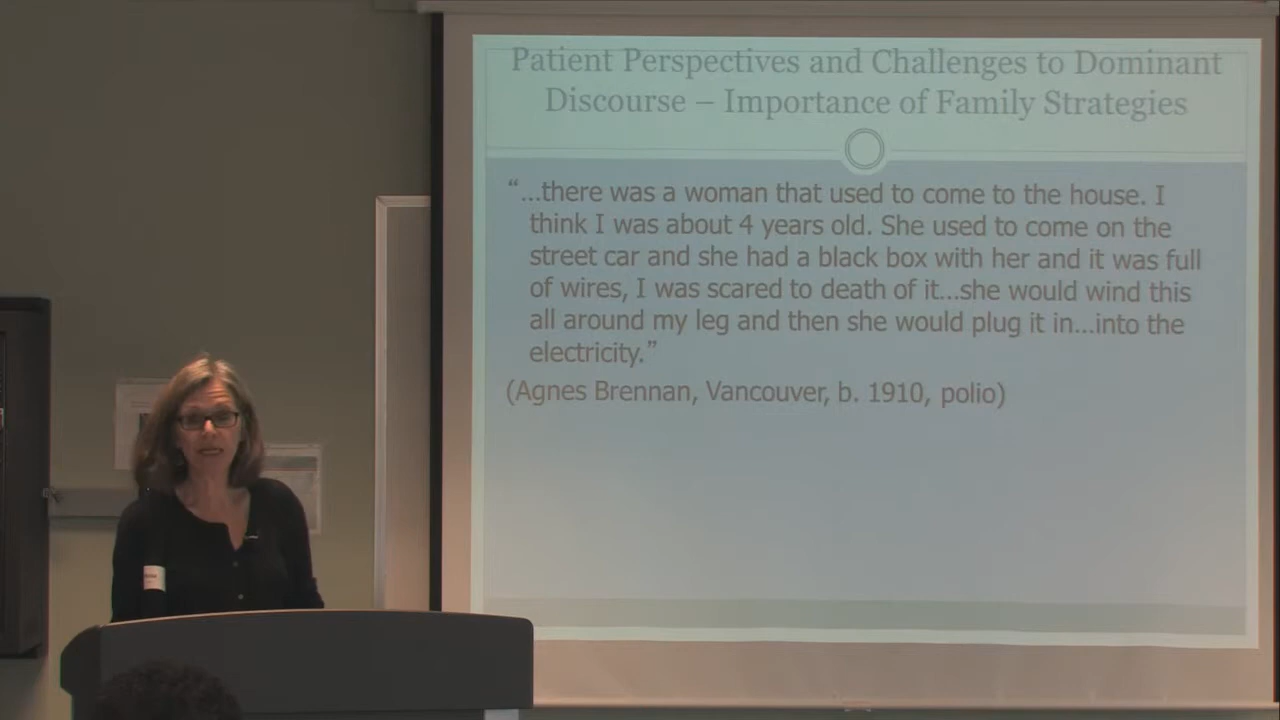 Patient Perspectives and Challenges to Dominant
Discourse – Importance of Family Strategies
“…there was a woman that used to come to the house. I
think I was about 4 years old. She used to come on the
street car and she had a black box with her and it was full
of wires, I was scared to death of it…she would wind this
all around my leg and then she would plug it in…into the
electricity.”
(Agnes Brennan, Vancouver, b. 1910, polio)